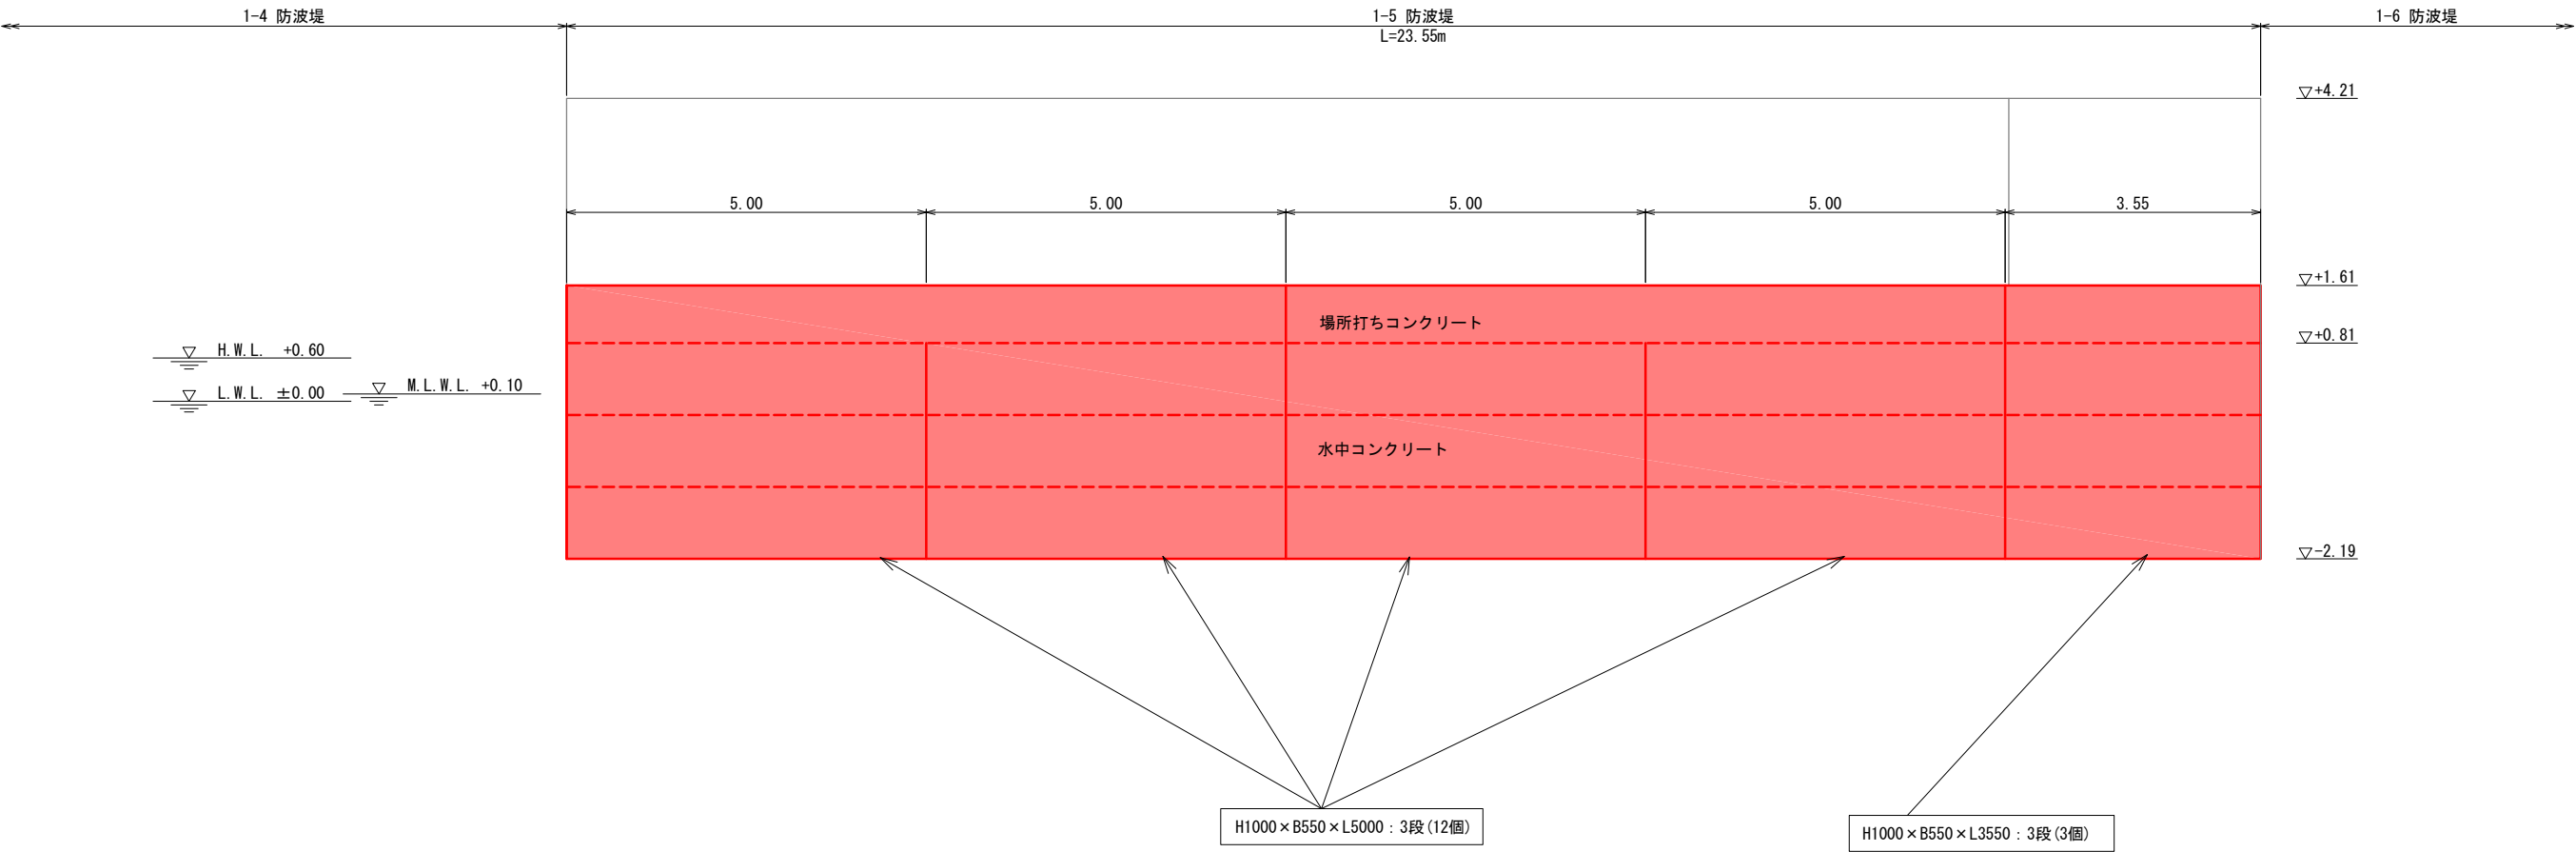 1-4 防波堤
1-5 防波堤
1-6 防波堤
L=23.55m
▽+4.21
5.00
5.00
5.00
5.00
3.55
▽+1.61
場所打ちコンクリート
▽+0.81
H.W.L. +0.60
L.W.L. ±0.00
M.L.W.L. +0.10
水中コンクリート
▽-2.19
H1000×B550×L5000：3段(12個)
H1000×B550×L3550：3段(3個)